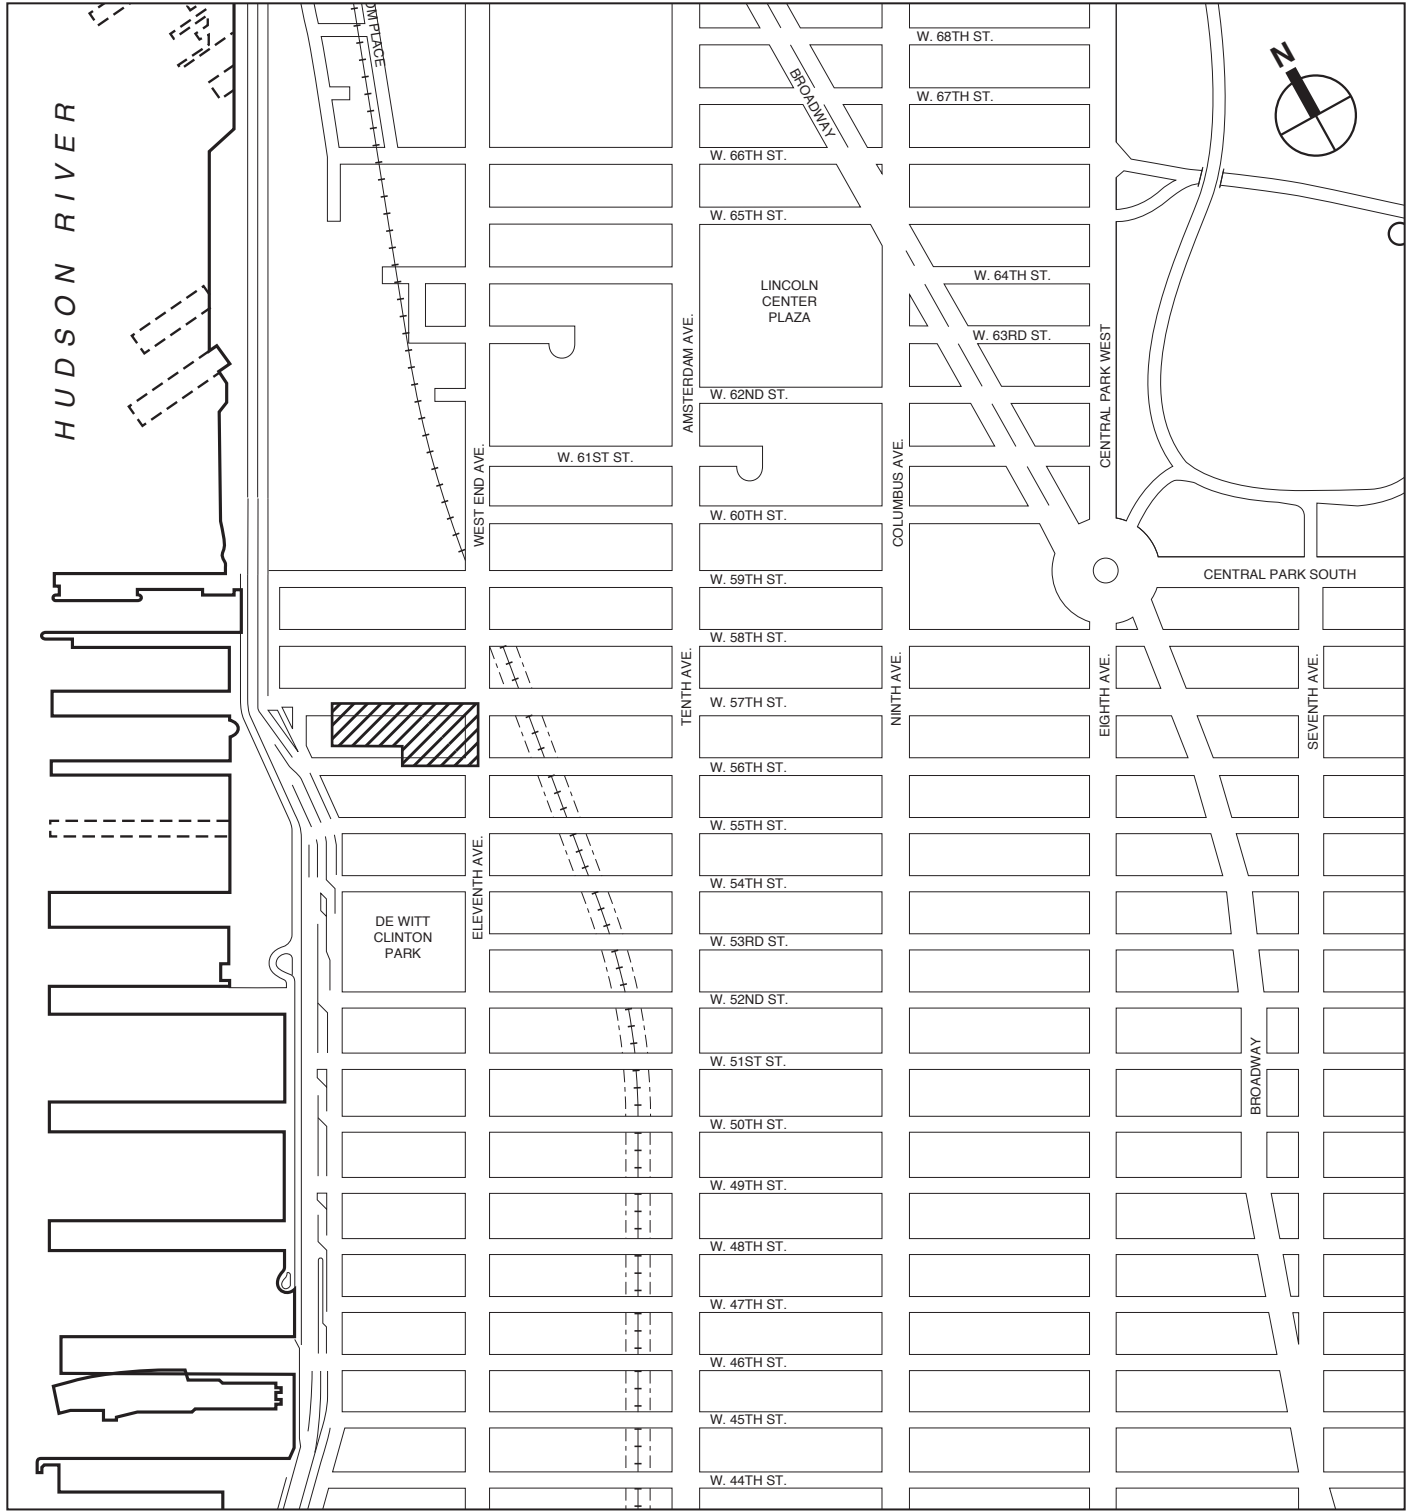 OM PLACE
W. 68TH ST.
N
BROADWAY
W. 67TH ST.
HUDSON RIVER
W. 66TH ST.
W. 65TH ST.
W. 64TH ST.
LINCOLN
CENTER
PLAZA
W. 63RD ST.
AMSTERDAM AVE.
CENTRAL PARK WEST
W. 62ND ST.
W. 61ST ST.
WEST END AVE.
COLUMBUS AVE.
W. 60TH ST.
W. 59TH ST.
CENTRAL PARK SOUTH
W. 58TH ST.
TENTH AVE.
NINTH AVE.
EIGHTH AVE.
SEVENTH AVE.
W. 57TH ST.
W. 56TH ST.
W. 55TH ST.
ELEVENTH AVE.
W. 54TH ST.
DE WITT
CLINTON
PARK
W. 53RD ST.
W. 52ND ST.
W. 51ST ST.
BROADWAY
W. 50TH ST.
W. 49TH ST.
W. 48TH ST.
W. 47TH ST.
W. 46TH ST.
W. 45TH ST.
W. 44TH ST.